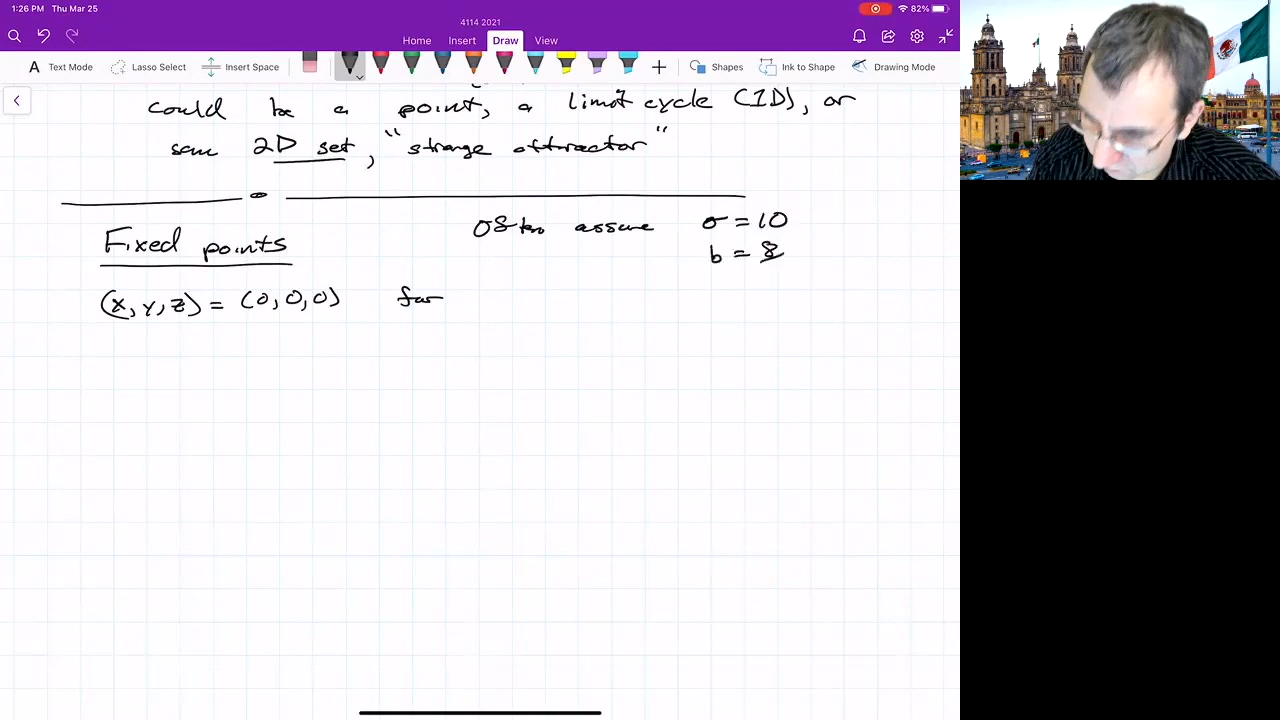 1:26 PM Thu Mar 25
82%
4114 2021
Home Insert Draw View
Text Mode Lasso Select Insert Space Shapes Ink to Shape Drawing Mode
could be a point, a limit cycle (1D), or
some 2D set, "strange attractor"
Fixed points
Often assume σ = 10
b = 8
(x, y, z) = (0, 0, 0) for